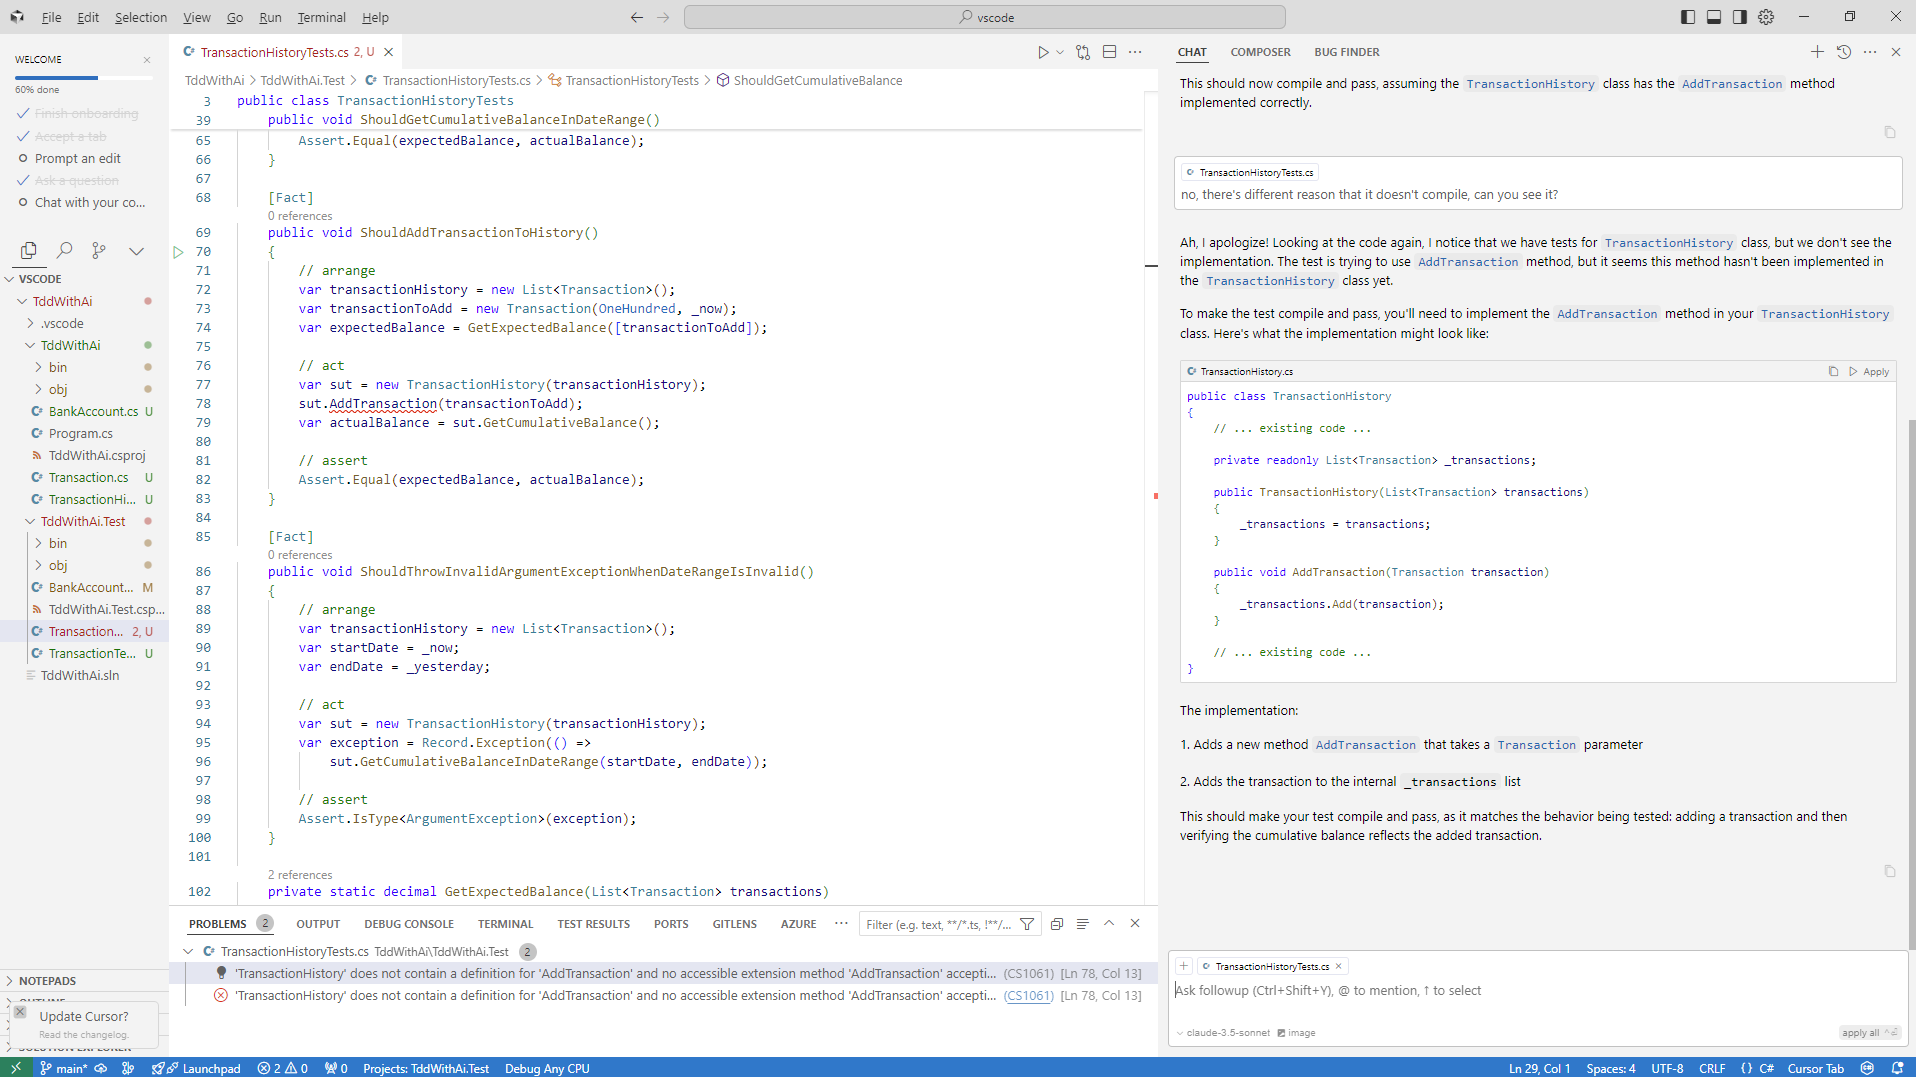 File Edit Selection View Go Run Terminal Help
vscode
WELCOME
60% done
Finish onboarding
Accept a tab
Prompt an edit
Ask a question
Chat with your co...
VSCODE
TddWithAi
.vscode
TddWithAi
bin
obj
BankAccount.cs U
Program.cs
TddWithAi.csproj
Transaction.cs U
TransactionHi... U
TddWithAi.Test
bin
obj
BankAccount... M
TddWithAi.Test.csp...
Transaction... 2, U
TransactionTe... U
TddWithAi.sln
NOTEPADS
OUTLINE
Update Cursor?
Read the changelog.
SOLUTION EXPLORER
TransactionHistoryTests.cs 2, U
TddWithAi > TddWithAi.Test > TransactionHistoryTests.cs > TransactionHistoryTests > ShouldGetCumulativeBalance
3 public class TransactionHistoryTests
39 public void ShouldGetCumulativeBalanceInDateRange()
65 Assert.Equal(expectedBalance, actualBalance);
66 }
67
68 [Fact]
0 references
69 public void ShouldAddTransactionToHistory()
70 {
71 // arrange
72 var transactionHistory = new List<Transaction>();
73 var transactionToAdd = new Transaction(OneHundred, _now);
74 var expectedBalance = GetExpectedBalance([transactionToAdd]);
75
76 // act
77 var sut = new TransactionHistory(transactionHistory);
78 sut.AddTransaction(transactionToAdd);
79 var actualBalance = sut.GetCumulativeBalance();
80
81 // assert
82 Assert.Equal(expectedBalance, actualBalance);
83 }
84
85 [Fact]
0 references
86 public void ShouldThrowInvalidArgumentExceptionWhenDateRangeIsInvalid()
87 {
88 // arrange
89 var transactionHistory = new List<Transaction>();
90 var startDate = _now;
91 var endDate = _yesterday;
92
93 // act
94 var sut = new TransactionHistory(transactionHistory);
95 var exception = Record.Exception(() =>
96 sut.GetCumulativeBalanceInDateRange(startDate, endDate));
97
98 // assert
99 Assert.IsType<ArgumentException>(exception);
100 }
101
2 references
102 private static decimal GetExpectedBalance(List<Transaction> transactions)
PROBLEMS 2 OUTPUT DEBUG CONSOLE TERMINAL TEST RESULTS PORTS GITLENS AZURE ... Filter (e.g. text, **/*.ts, !**/...
TransactionHistoryTests.cs TddWithAi\TddWithAi.Test 2
'TransactionHistory' does not contain a definition for 'AddTransaction' and no accessible extension method 'AddTransaction' accepti... (CS1061) [Ln 78, Col 13]
'TransactionHistory' does not contain a definition for 'AddTransaction' and no accessible extension method 'AddTransaction' accepti... (CS1061) [Ln 78, Col 13]
CHAT COMPOSER BUG FINDER
This should now compile and pass, assuming the TransactionHistory class has the AddTransaction method
implemented correctly.
TransactionHistoryTests.cs
no, there's different reason that it doesn't compile, can you see it?
Ah, I apologize! Looking at the code again, I notice that we have tests for TransactionHistory class, but we don't see the
implementation. The test is trying to use AddTransaction method, but it seems this method hasn't been implemented in
the TransactionHistory class yet.
To make the test compile and pass, you'll need to implement the AddTransaction method in your TransactionHistory
class. Here's what the implementation might look like:
TransactionHistory.cs Apply
public class TransactionHistory
{
// ... existing code ...
private readonly List<Transaction> _transactions;
public TransactionHistory(List<Transaction> transactions)
{
_transactions = transactions;
}
public void AddTransaction(Transaction transaction)
{
_transactions.Add(transaction);
}
// ... existing code ...
}
The implementation:
1. Adds a new method AddTransaction that takes a Transaction parameter
2. Adds the transaction to the internal _transactions list
This should make your test compile and pass, as it matches the behavior being tested: adding a transaction and then
verifying the cumulative balance reflects the added transaction.
+ TransactionHistoryTests.cs
Ask followup (Ctrl+Shift+Y), @ to mention, ↑ to select
claude-3.5-sonnet image apply all
main* Launchpad 2 0 0 Projects: TddWithAi.Test Debug Any CPU Ln 29, Col 1 Spaces: 4 UTF-8 CRLF {} C# Cursor Tab